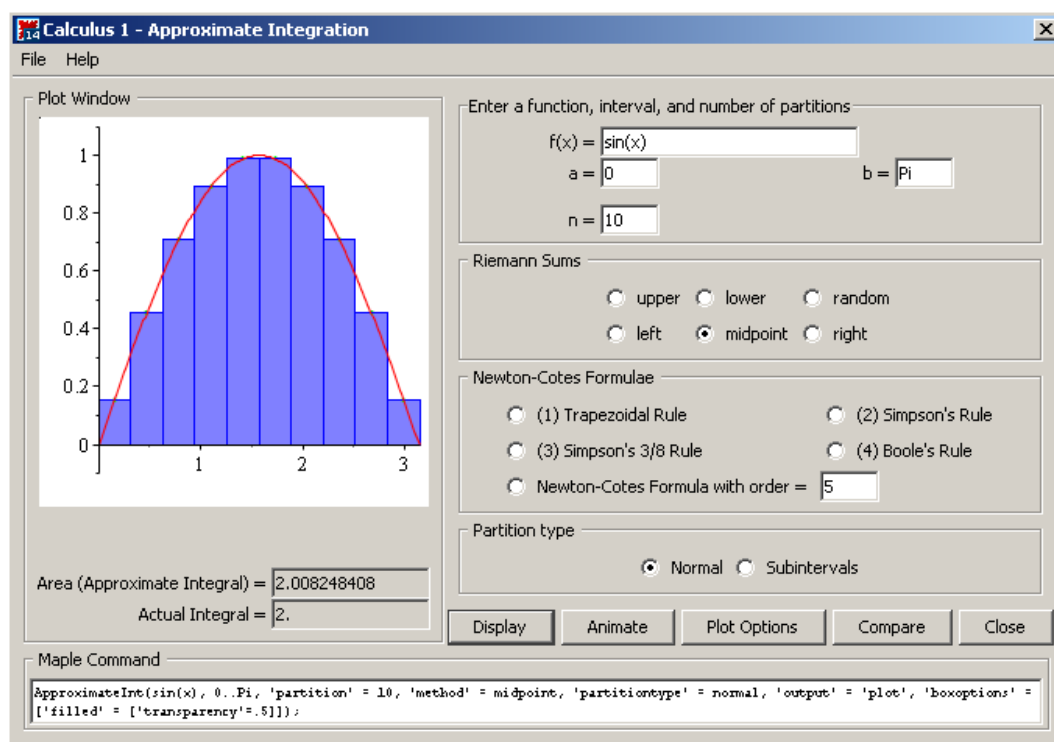 14 Calculus 1 - Approximate Integration
File Help
Plot Window
1
0.8
0.6
0.4
0.2
0
1 2 3
Area (Approximate Integral) = 2.008248408
Actual Integral = 2.
Enter a function, interval, and number of partitions
f(x) = sin(x)
a = 0 b = Pi
n = 10
Riemann Sums
upper lower random
left midpoint right
Newton-Cotes Formulae
(1) Trapezoidal Rule (2) Simpson's Rule
(3) Simpson's 3/8 Rule (4) Boole's Rule
Newton-Cotes Formula with order = 5
Partition type
Normal Subintervals
Display Animate Plot Options Compare Close
Maple Command
ApproximateInt(sin(x), 0..Pi, 'partition' = 10, 'method' = midpoint, 'partitiontype' = normal, 'output' = 'plot', 'boxoptions' =
['filled' = ['transparency'=.5]]);